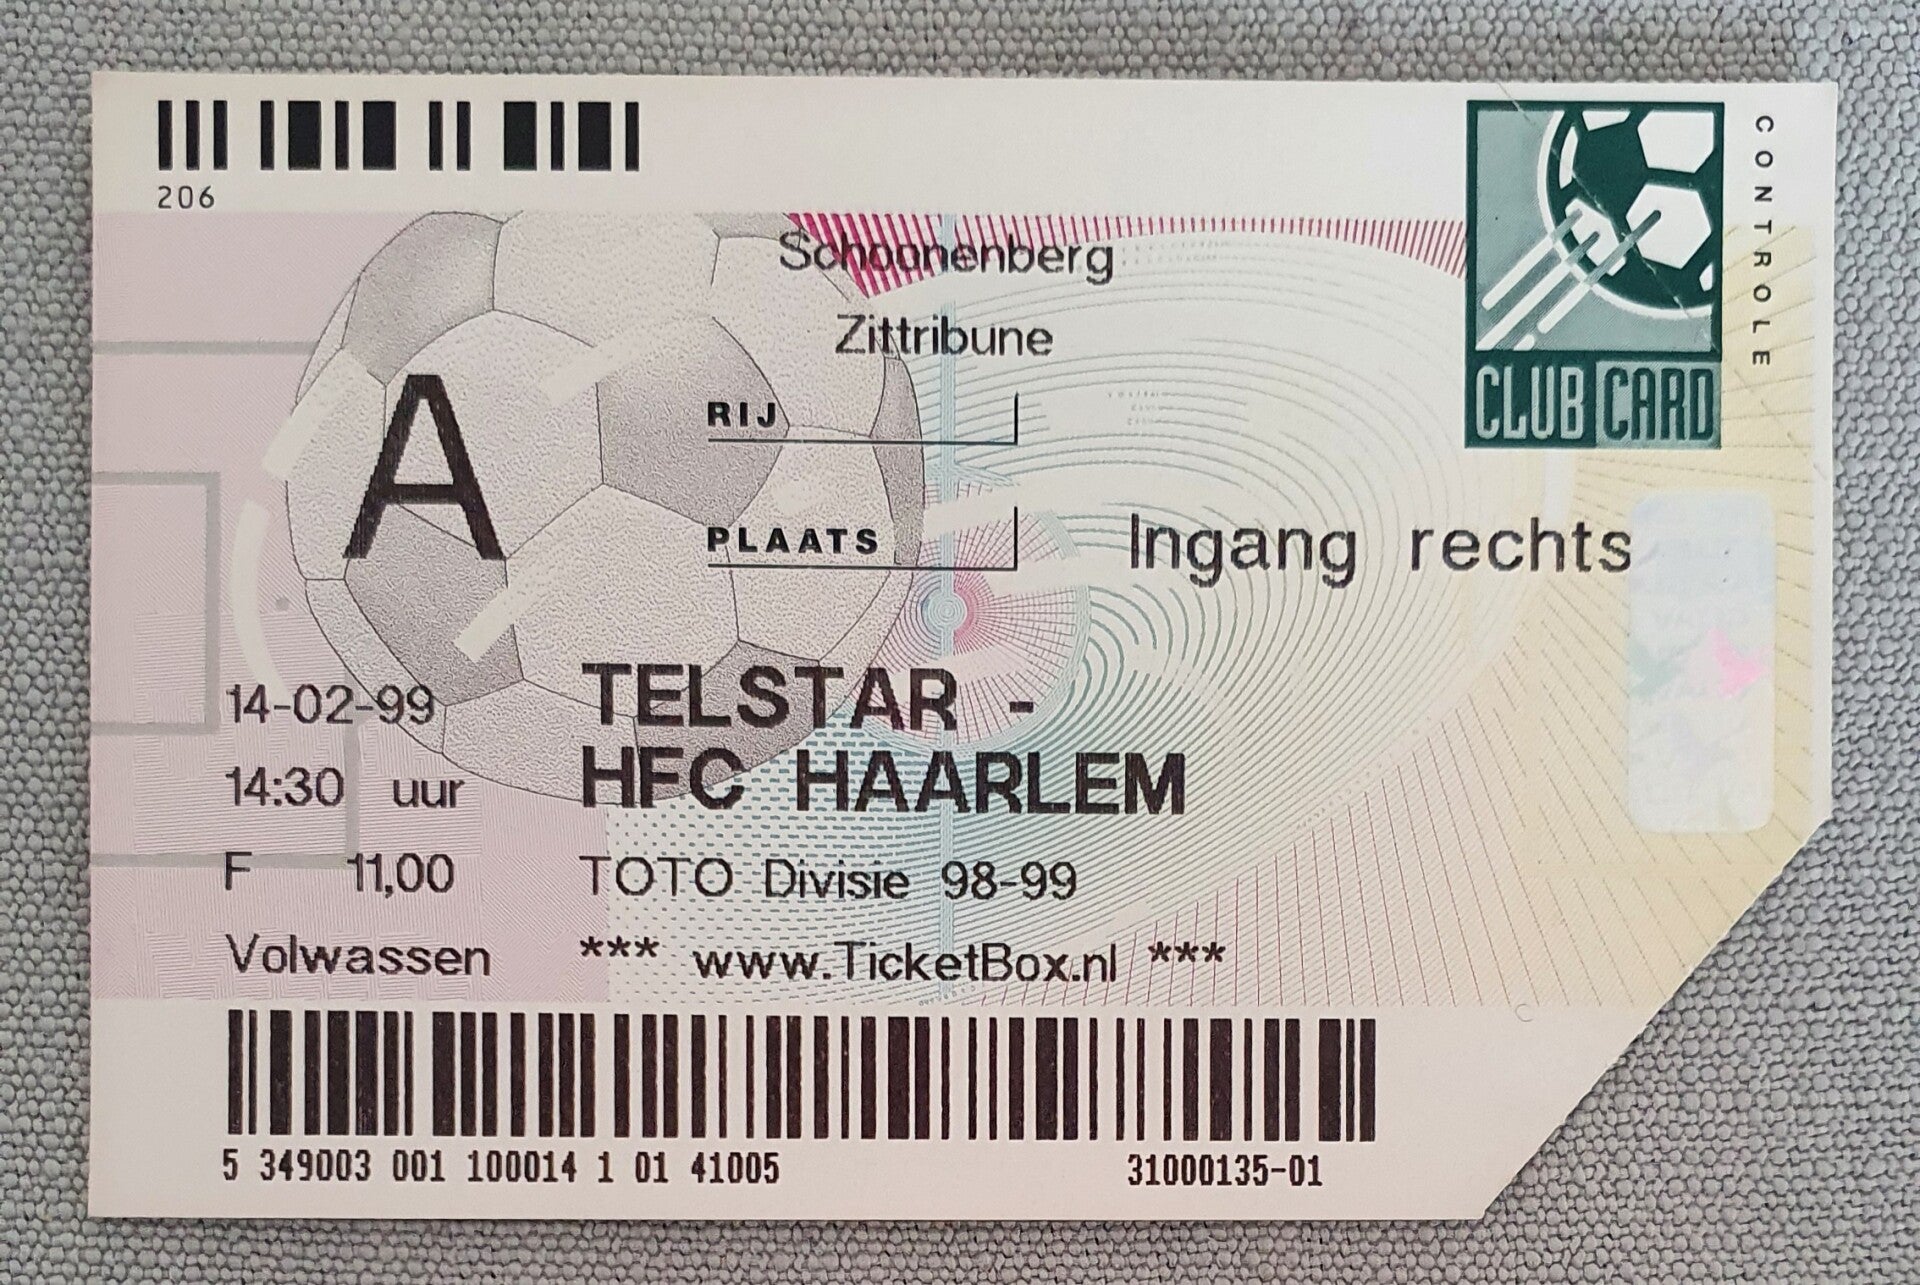 206
CONTROLE
Schoonenberg
Zittribune
CLUB CARD
A
RIJ
PLAATS
Ingang rechts
14-02-99
TELSTAR -
14:30 uur
HFC HAARLEM
F 11,00
TOTO Divisie 98-99
Volwassen
*** www.TicketBox.nl ***
5 349003 001 100014 1 01 41005
31000135-01